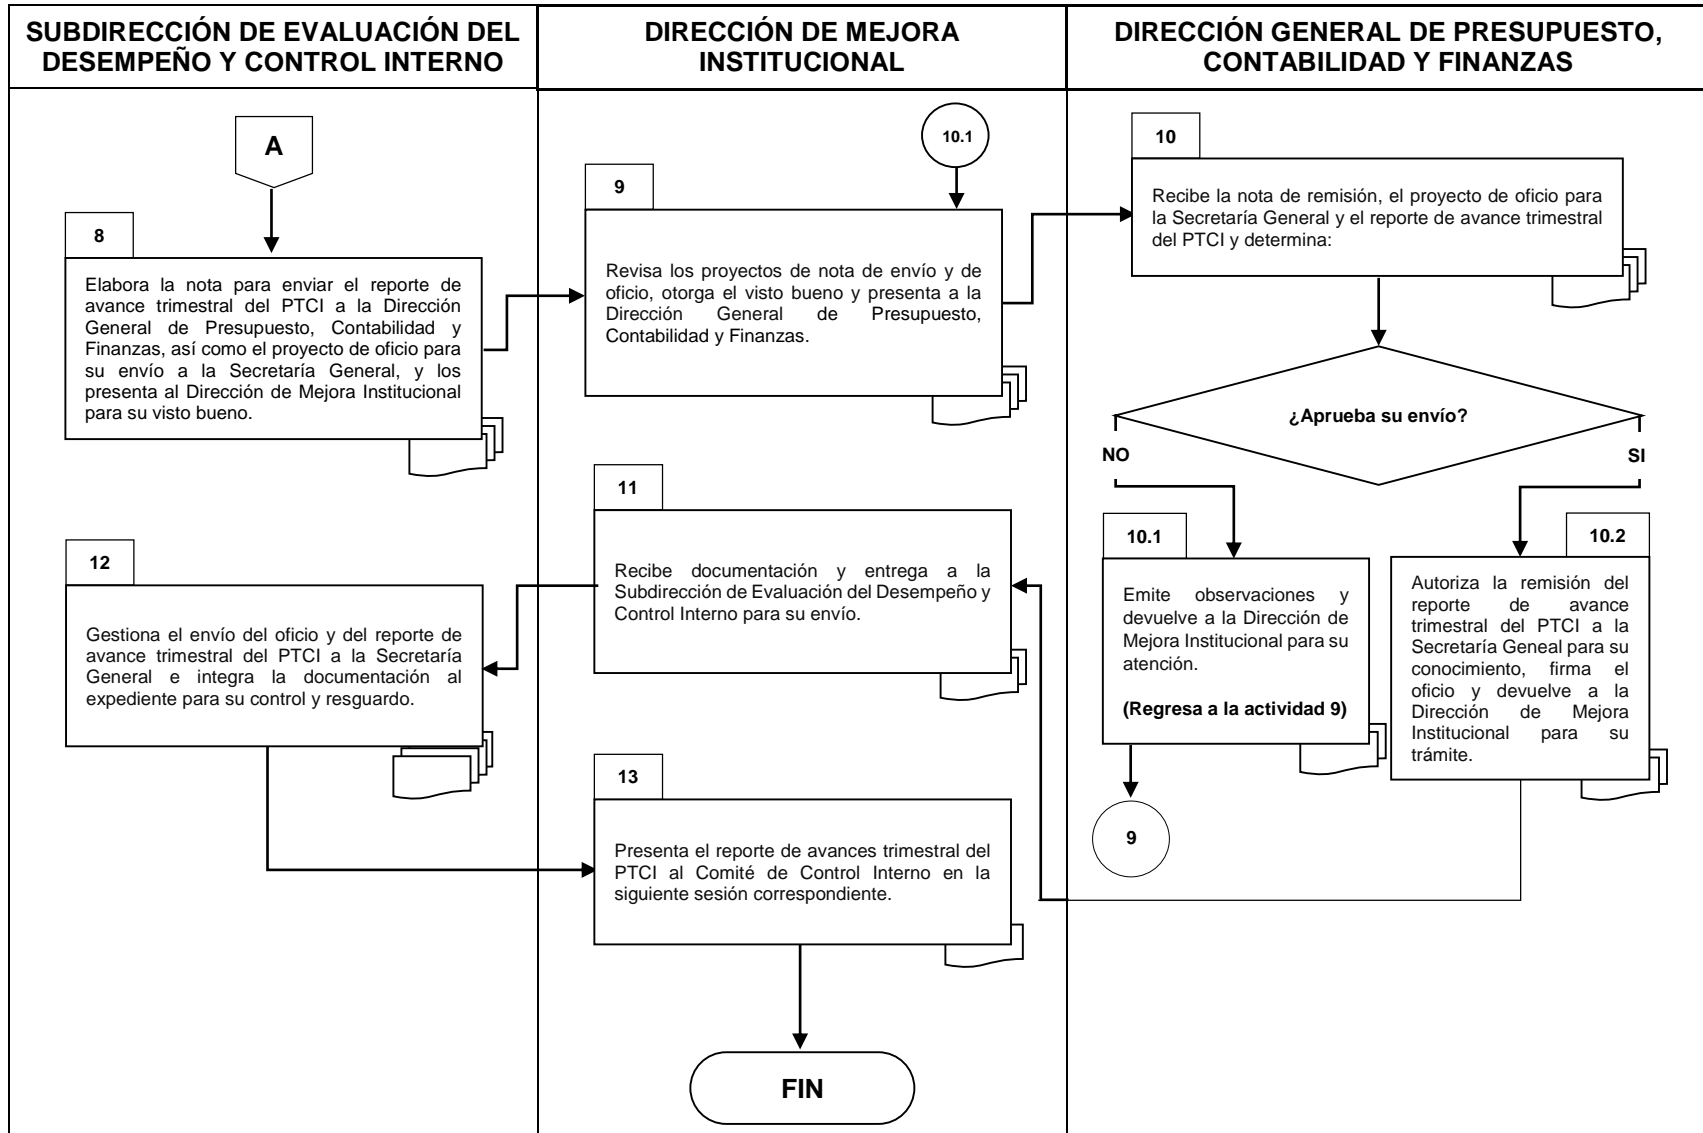 SUBDIRECCIÓN DE EVALUACIÓN DEL
DESEMPEÑO Y CONTROL INTERNO
DIRECCIÓN DE MEJORA
INSTITUCIONAL
DIRECCIÓN GENERAL DE PRESUPUESTO,
CONTABILIDAD Y FINANZAS
A
8
Elabora la nota para enviar el reporte de
avance trimestral del PTCI a la Dirección
General de Presupuesto, Contabilidad y
Finanzas, así como el proyecto de oficio para
su envío a la Secretaría General, y los
presenta al Dirección de Mejora Institucional
para su visto bueno.
10.1
9
Revisa los proyectos de nota de envío y de
oficio, otorga el visto bueno y presenta a la
Dirección General de Presupuesto,
Contabilidad y Finanzas.
10
Recibe la nota de remisión, el proyecto de oficio para
la Secretaría General y el reporte de avance trimestral
del PTCI y determina:
¿Aprueba su envío?
NO
SI
10.1
Emite observaciones y
devuelve a la Dirección de
Mejora Institucional para su
atención.
(Regresa a la actividad 9)
9
10.2
Autoriza la remisión del
reporte de avance
trimestral del PTCI a la
Secretaría Geneal para su
conocimiento, firma el
oficio y devuelve a la
Dirección de Mejora
Institucional para su
trámite.
11
Recibe documentación y entrega a la
Subdirección de Evaluación del Desempeño y
Control Interno para su envío.
12
Gestiona el envío del oficio y del reporte de
avance trimestral del PTCI a la Secretaría
General e integra la documentación al
expediente para su control y resguardo.
13
Presenta el reporte de avances trimestral del
PTCI al Comité de Control Interno en la
siguiente sesión correspondiente.
FIN